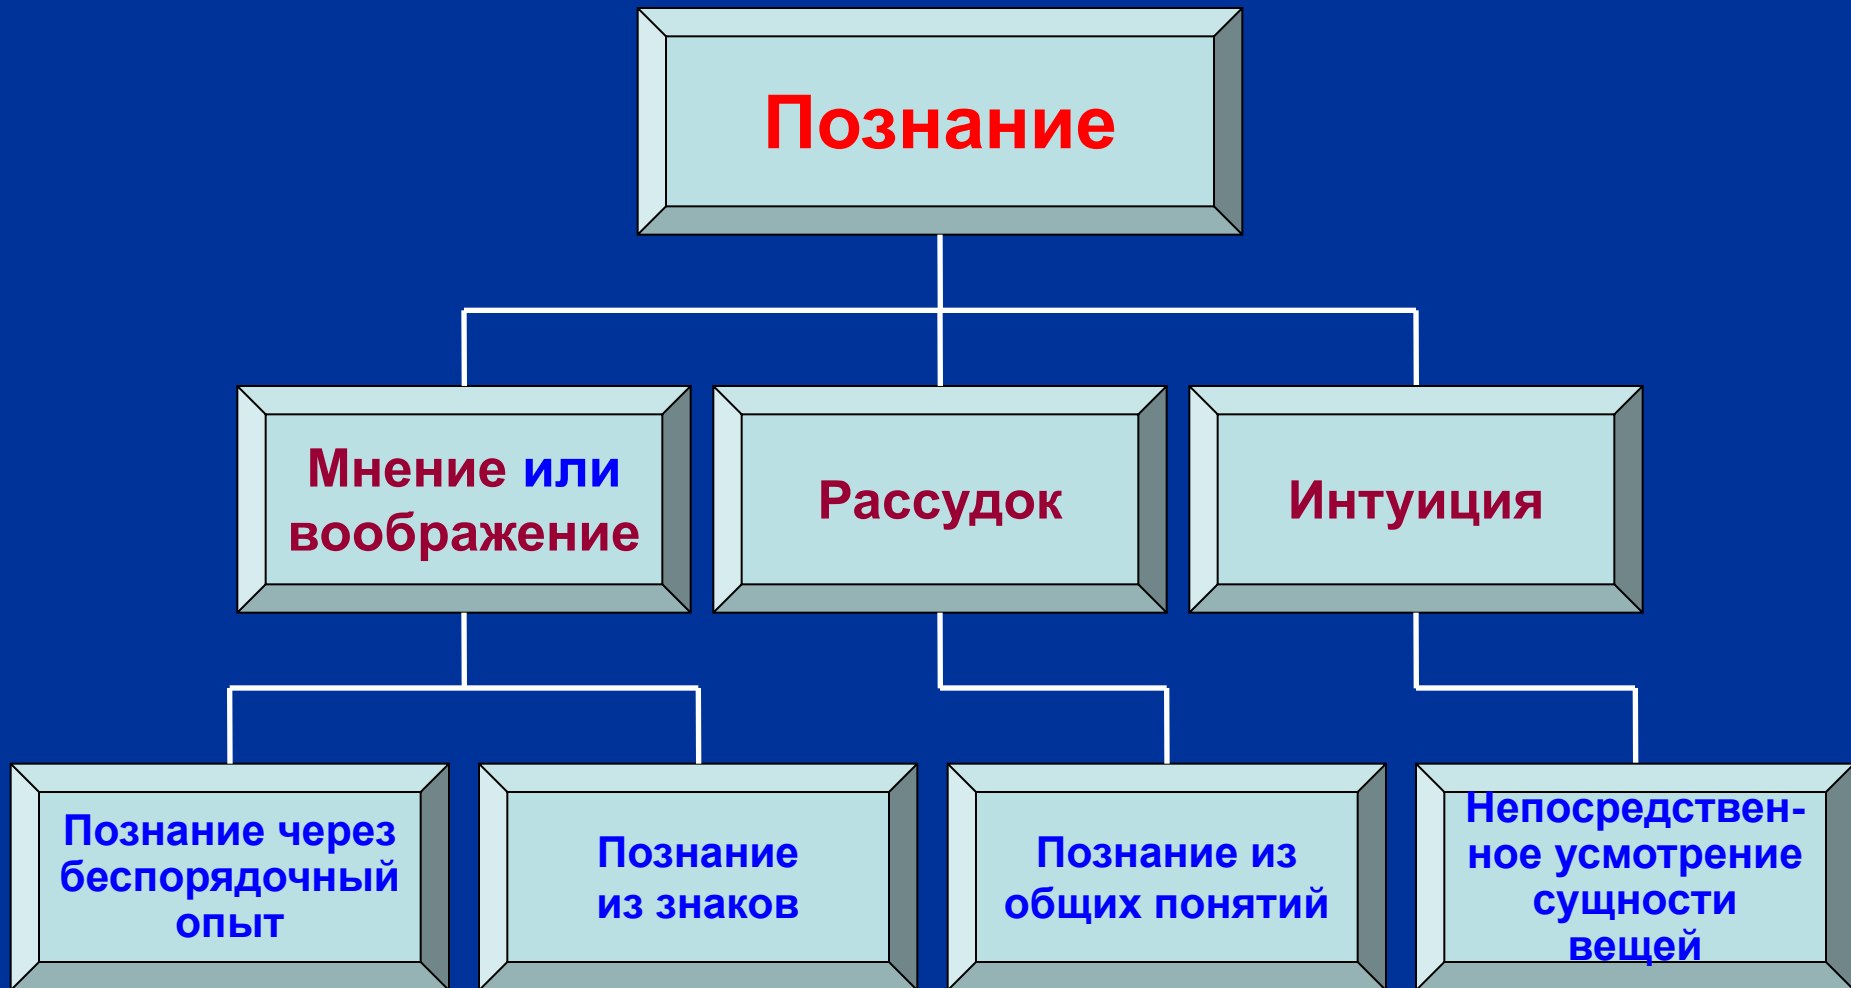 Познание
Мнение или
воображение
Рассудок
Интуиция
Познание через
беспорядочный
опыт
Познание
из знаков
Познание из
общих понятий
Непосредствен-
ное усмотрение
сущности
вещей